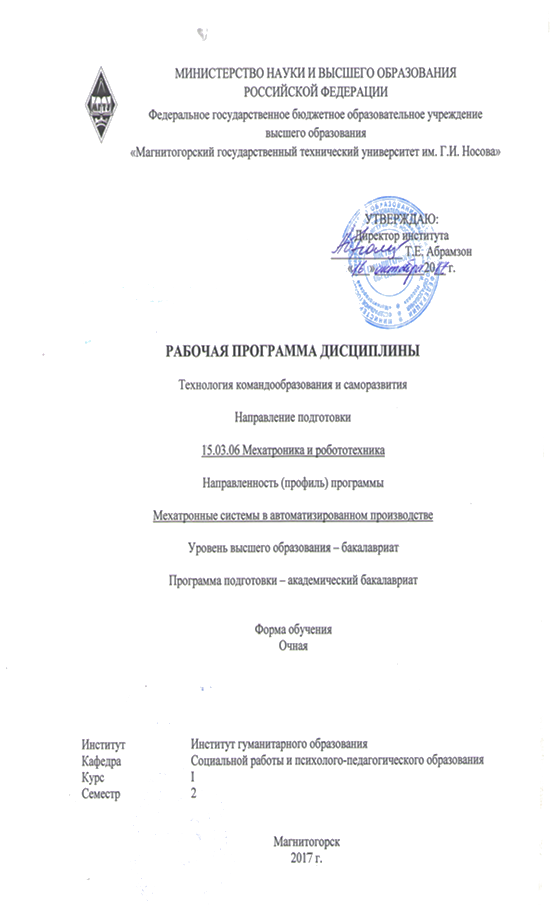 МИНИСТЕРСТВО НАУКИ И ВЫСШЕГО ОБРАЗОВАНИЯ
РОССИЙСКОЙ ФЕДЕРАЦИИ
Федеральное государственное бюджетное образовательное учреждение
высшего образования
«Магнитогорский государственный технический университет им. Г.И. Носова»
УТВЕРЖДАЮ:
Директор института
Т.Е. Абрамзон
«16» октября 2017 г.
РАБОЧАЯ ПРОГРАММА ДИСЦИПЛИНЫ
Технология командообразования и саморазвития
Направление подготовки
15.03.06 Мехатроника и робототехника
Направленность (профиль) программы
Мехатронные системы в автоматизированном производстве
Уровень высшего образования – бакалавриат
Программа подготовки – академический бакалавриат
Форма обучения
Очная
Институт Институт гуманитарного образования
Кафедра Социальной работы и психолого-педагогического образования
Курс I
Семестр 2
Магнитогорск
2017 г.